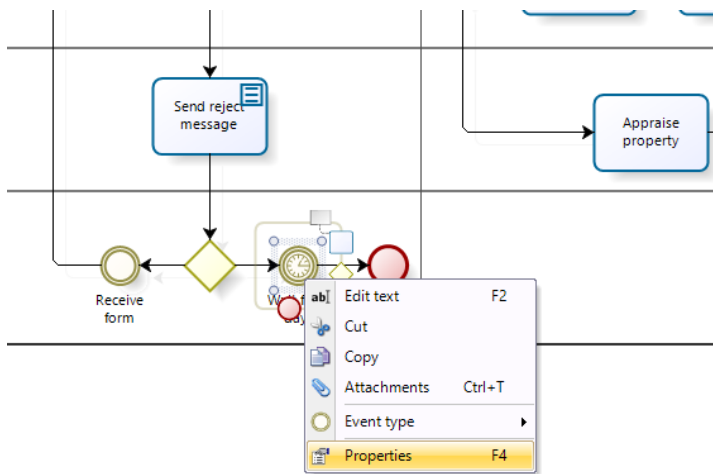 Send reject
message
Appraise
property
Receive
form
Edit text F2
Cut
Copy
Attachments Ctrl+T
Event type
Properties F4